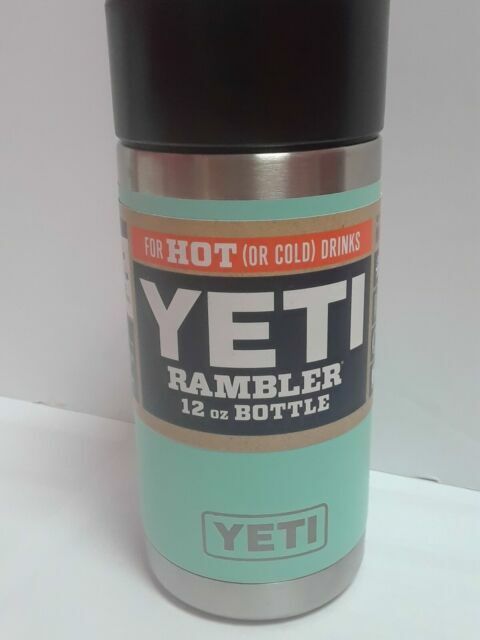 FOR HOT (OR COLD) DRINKS
YETI
RAMBLER
12 oz BOTTLE
YETI